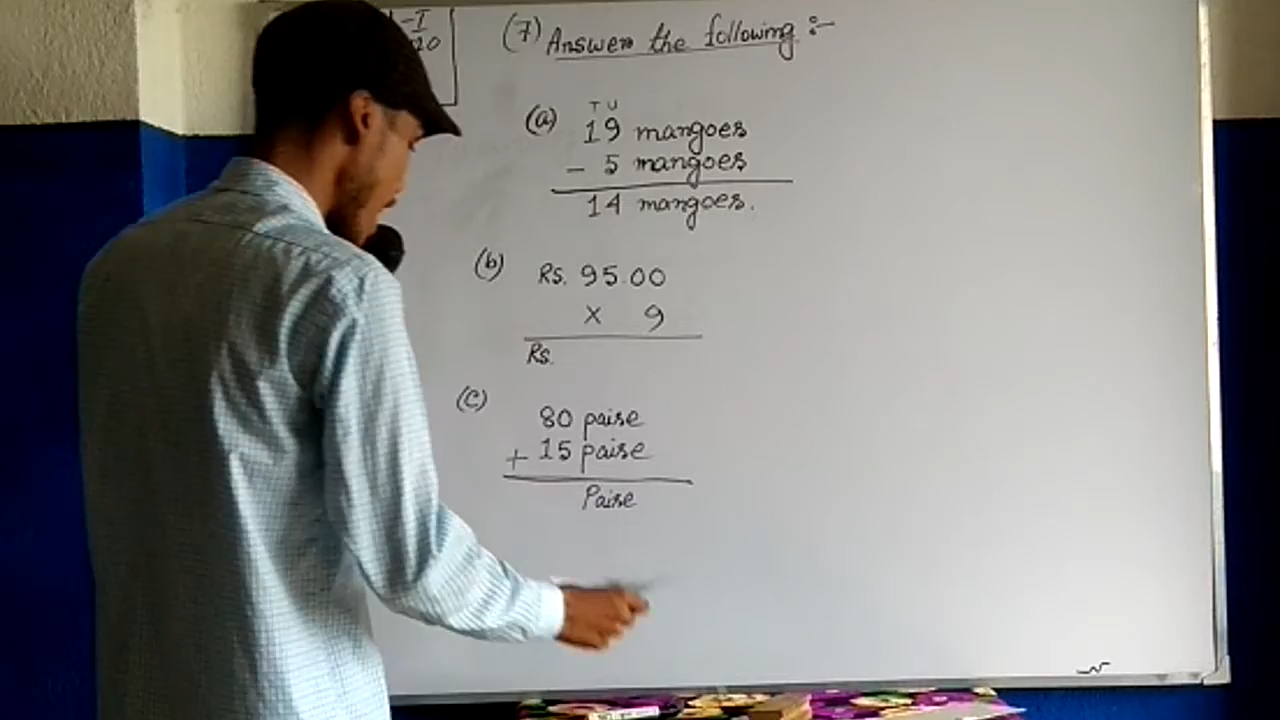 -I
20
(7) Answer the following :-
T U
(a) 19 mangoes
- 5 mangoes
14 mangoes.
(b) Rs. 95.00
x 9
Rs.
(c) 80 paise
+ 15 paise
Paise